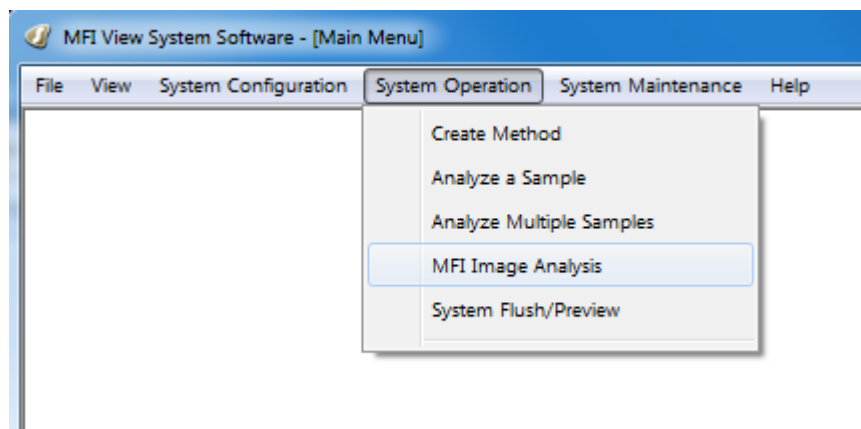 MFI View System Software - [Main Menu]
File View System Configuration System Operation System Maintenance Help
Create Method
Analyze a Sample
Analyze Multiple Samples
MFI Image Analysis
System Flush/Preview